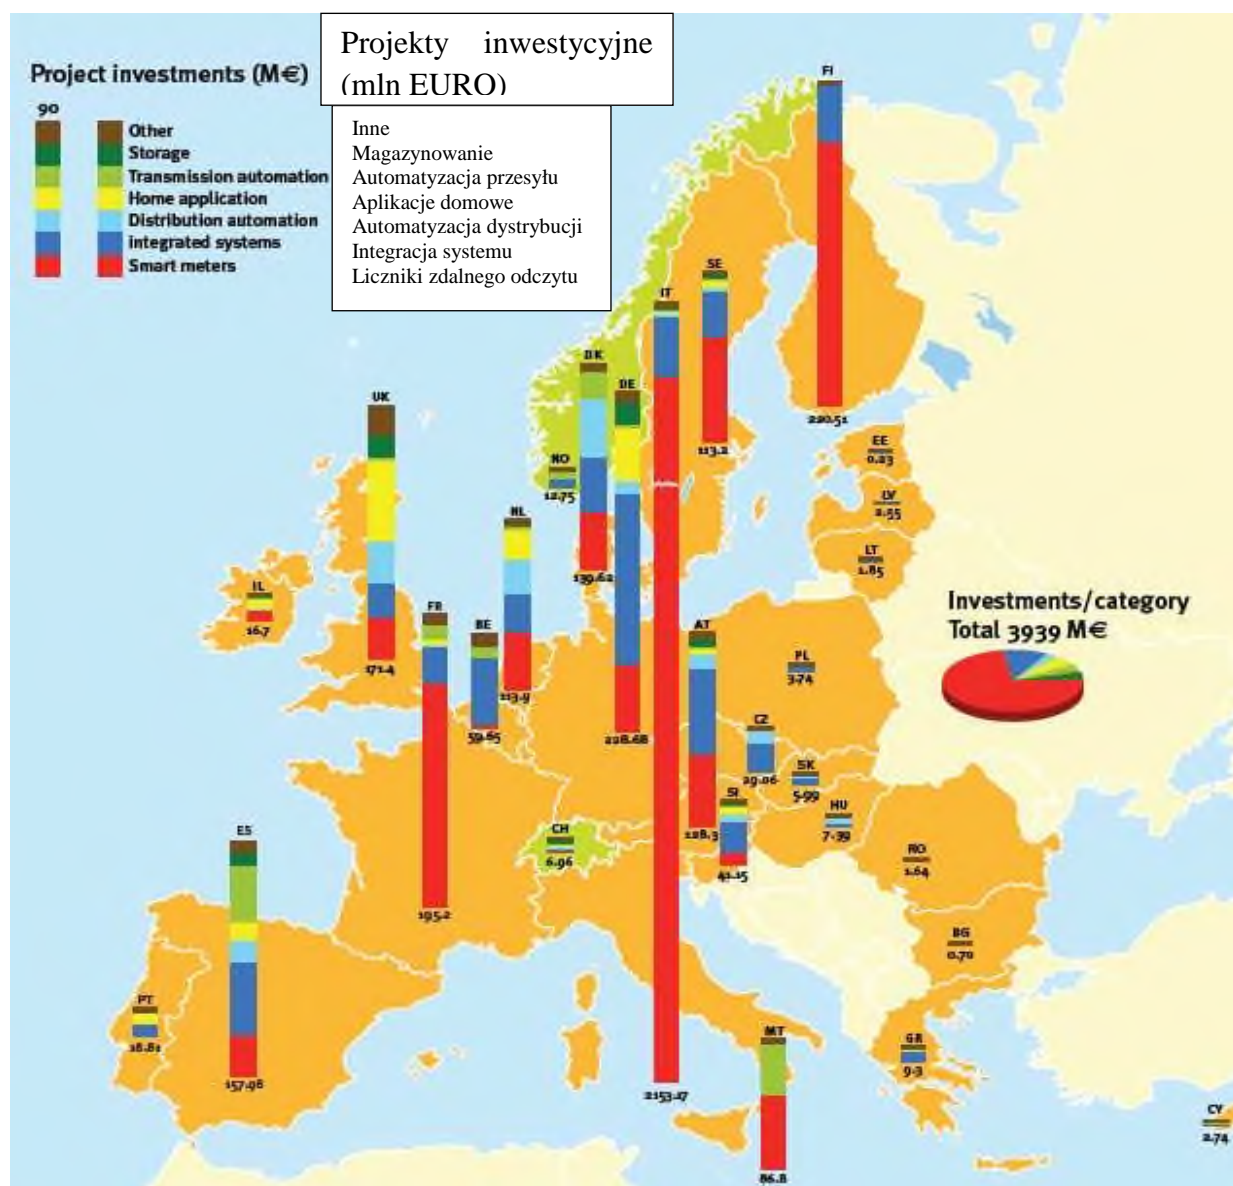 Projekty inwestycyjne
(mln EURO)
Project investments (M€)
90
Other
Storage
Transmission automation
Home application
Distribution automation
Integrated systems
Smart meters
Inne
Magazynowanie
Automatyzacja przesyłu
Aplikacje domowe
Automatyzacja dystrybucji
Integracja systemu
Liczniki zdalnego odczytu
FI
220.51
SE
113.2
IT
2153.17
DK
139.62
DE
228.68
UK
171.4
NO
12.75
NL
113.9
EE
0.23
LV
2.55
LT
1.85
IL
16.7
FR
195.2
BE
59.65
AT
128.3
PL
3.74
Investments/category
Total 3939 M€
CZ
29.06
SK
5.99
SI
41.15
HU
7.39
CH
6.96
RO
1.64
ES
157.98
BG
0.70
PT
18.82
MT
86.8
GR
9.3
CY
2.74